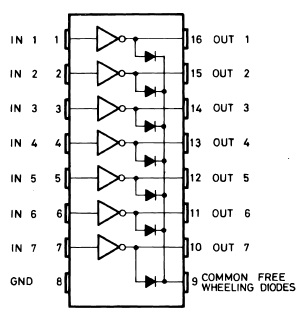 IN 1 1 16 OUT 1
IN 2 2 15 OUT 2
IN 3 3 14 OUT 3
IN 4 4 13 OUT 4
IN 5 5 12 OUT 5
IN 6 6 11 OUT 6
IN 7 7 10 OUT 7
GND 8 9 COMMON FREE
WHEELING DIODES